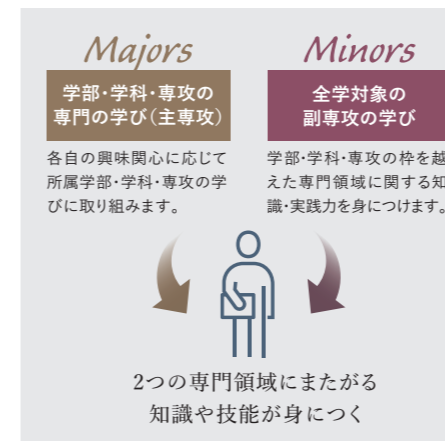 Majors
学部・学科・専攻の
専門の学び(主専攻)
各自の興味関心に応じて
所属学部・学科・専攻の学
びに取り組みます。
Minors
全学対象の
副専攻の学び
学部・学科・専攻の枠を越
えた専門領域に関する知
識・実践力を身につけます。
2つの専門領域にまたがる
知識や技能が身につく